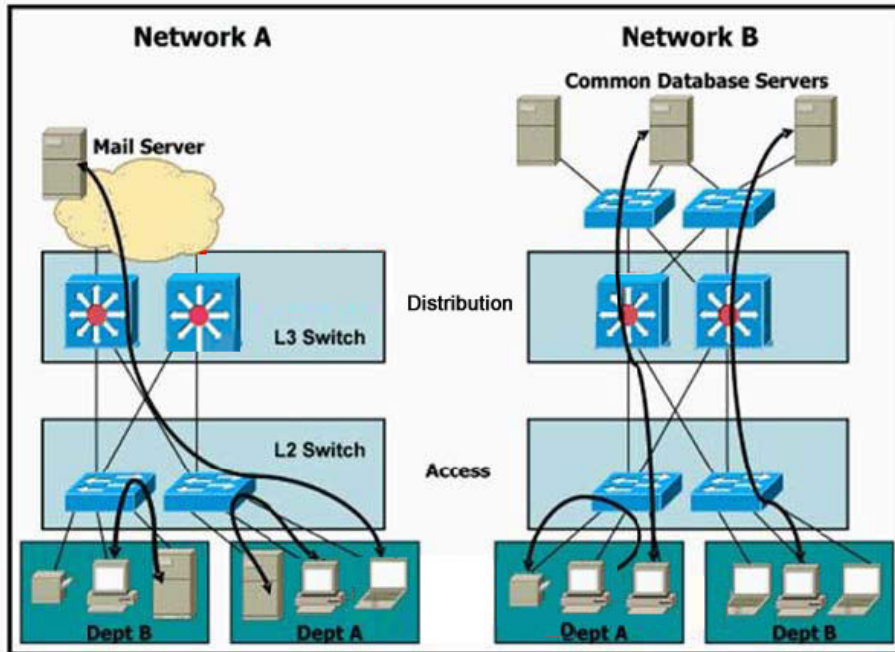 Network A
Network B
Common Database Servers
Mail Server
Distribution
L3 Switch
L2 Switch
Access
Dept B
Dept A
Dept A
Dept B